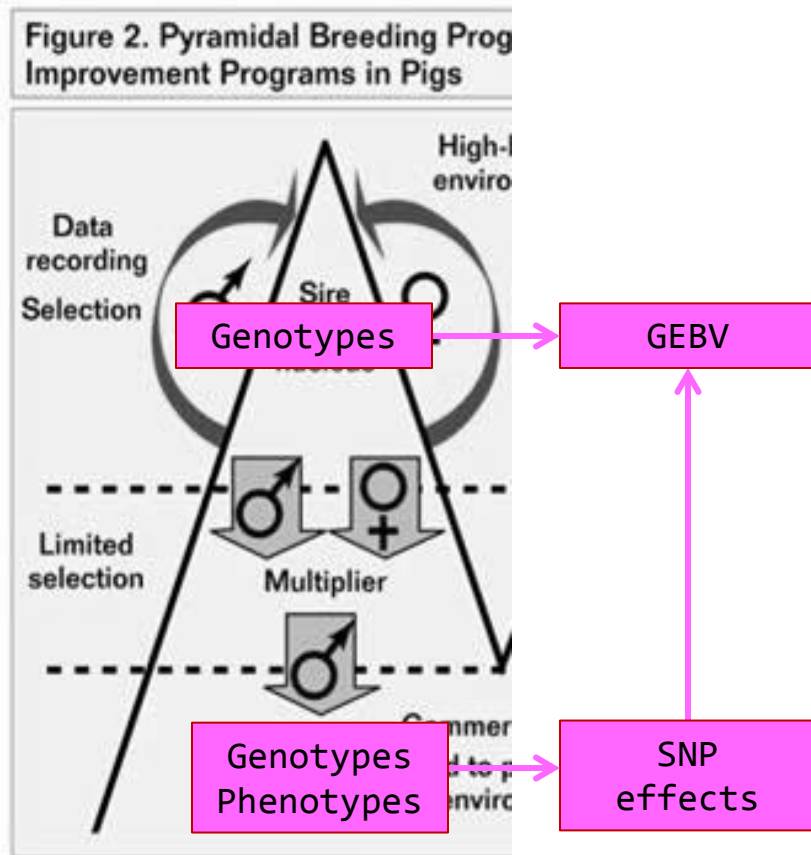 Figure 2. Pyramidal Breeding
Improvement Programs in Pigs
Data
recording
Selection
Sire
Genotypes
GEBV
Limited
selection
Multiplier
Genotypes
Phenotypes
to
SNP
effects